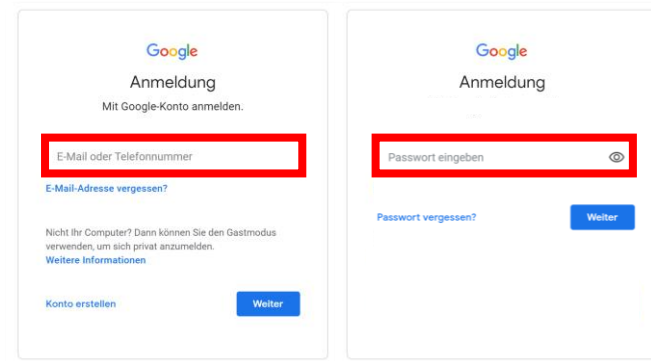 Google
Anmeldung
Mit Google-Konto anmelden.
E-Mail oder Telefonnummer
E-Mail-Adresse vergessen?
Nicht Ihr Computer? Dann können Sie den Gastmodus
verwenden, um sich privat anzumelden.
Weitere Informationen
Konto erstellen
Weiter
Google
Anmeldung
Passwort eingeben
Passwort vergessen?
Weiter